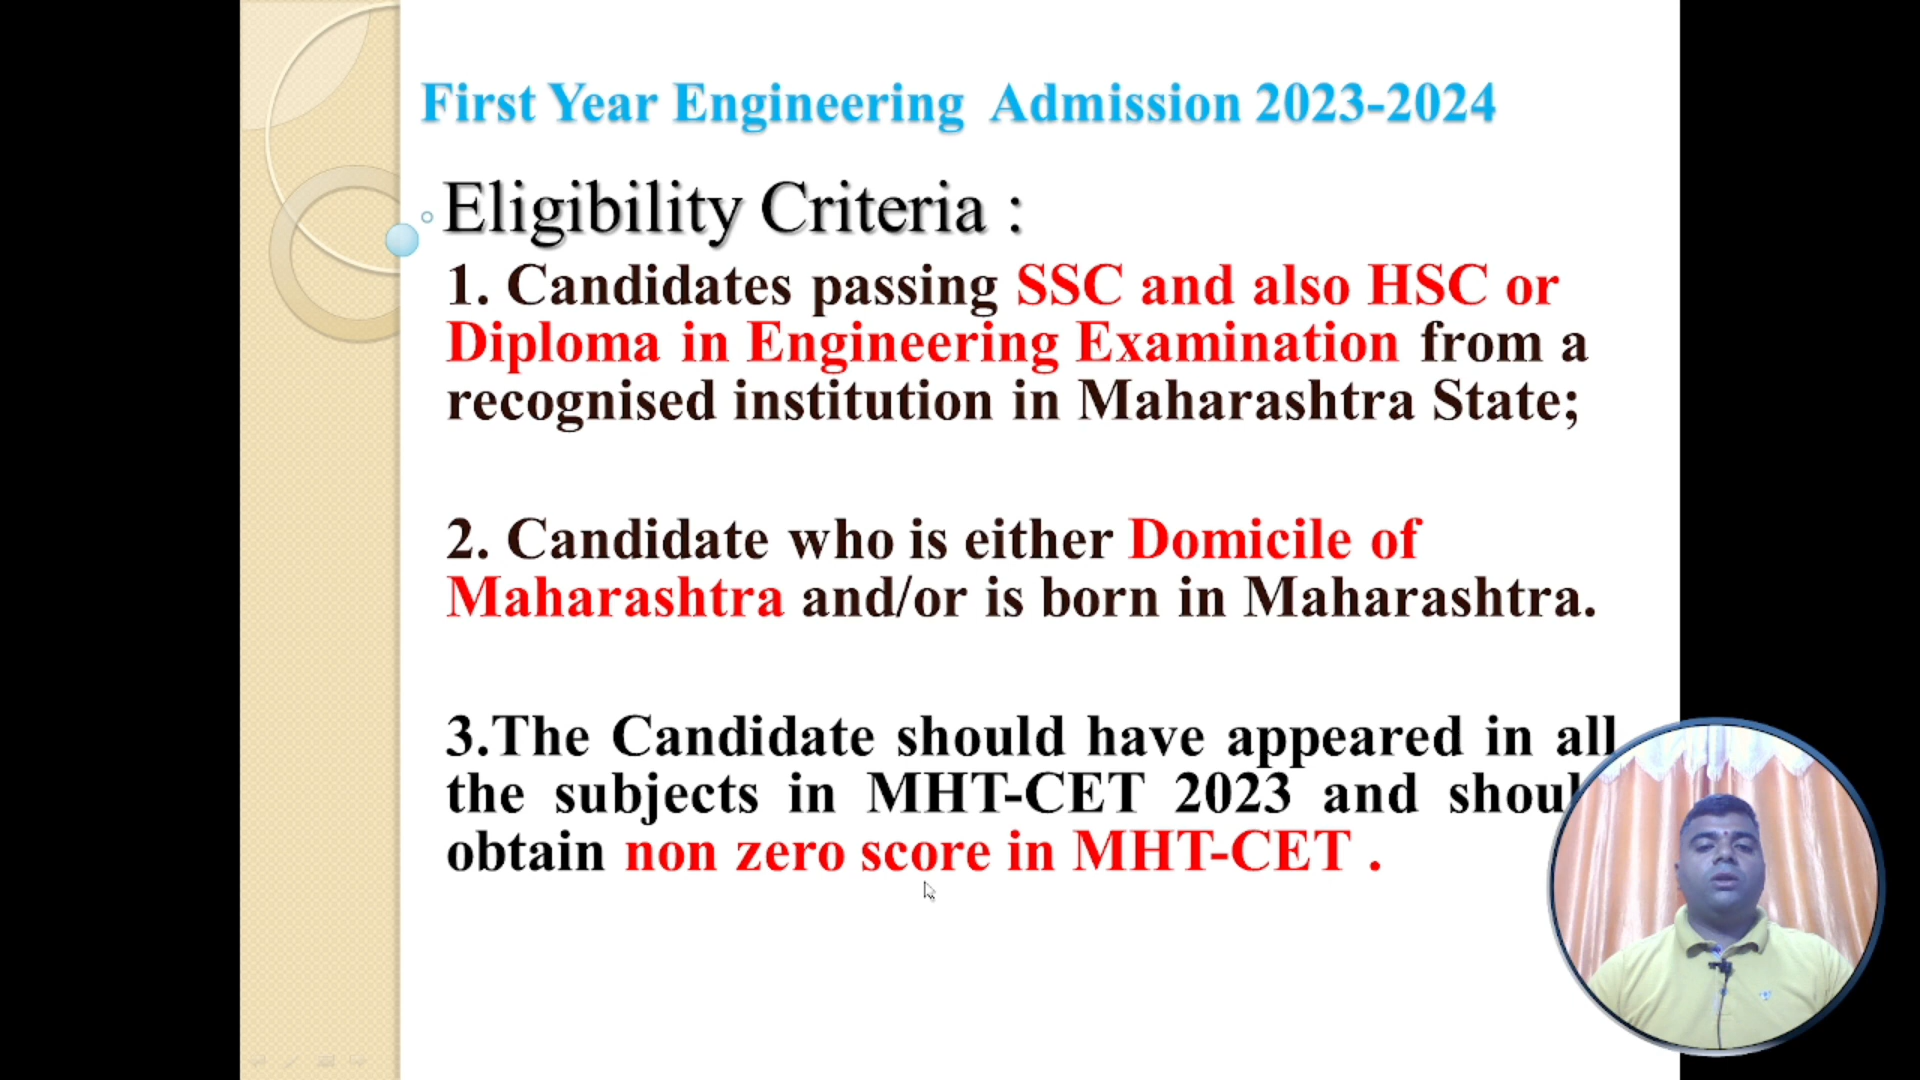 First Year Engineering Admission 2023-2024
Eligibility Criteria :
1. Candidates passing SSC and also HSC or
Diploma in Engineering Examination from a
recognised institution in Maharashtra State;
2. Candidate who is either Domicile of
Maharashtra and/or is born in Maharashtra.
3.The Candidate should have appeared in all
the subjects in MHT-CET 2023 and shoul
obtain non zero score in MHT-CET .